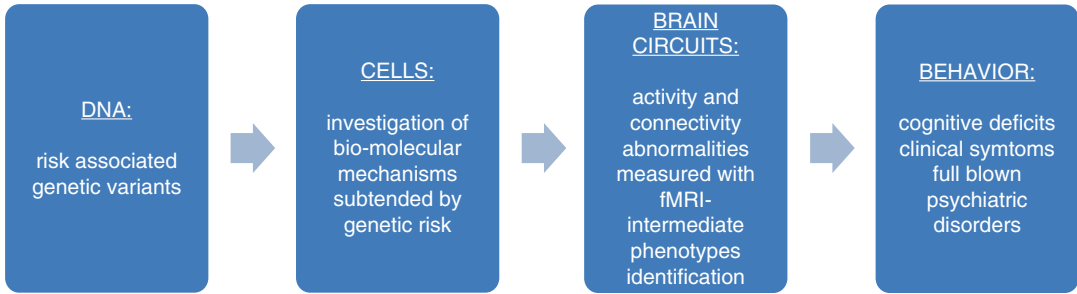 DNA:
risk associated
genetic variants
CELLS:
investigation of
bio-molecular
mechanisms
subtended by
genetic risk
BRAIN
CIRCUITS:
activity and
connectivity
abnormalities
measured with
fMRI-
intermediate
phenotypes
identification
BEHAVIOR:
cognitive deficits
clinical symtoms
full blown
psychiatric
disorders